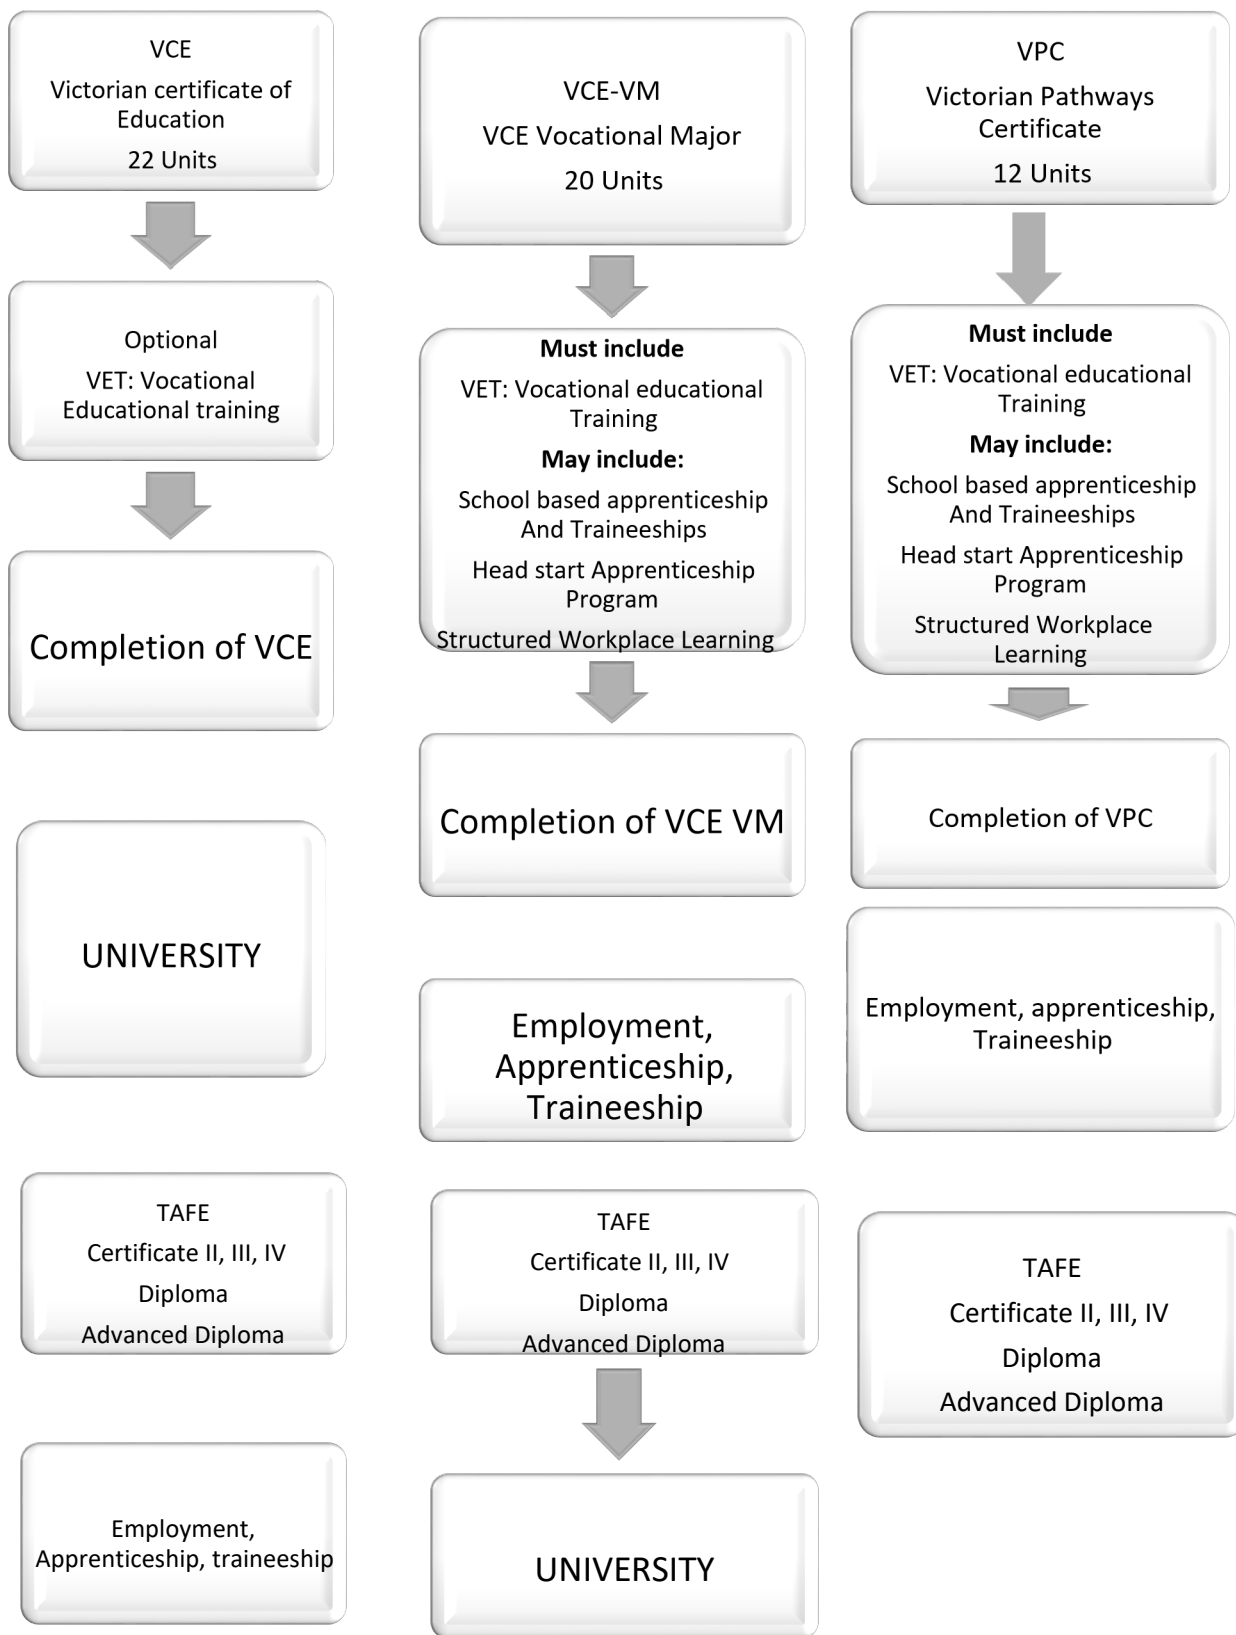 VCE
Victorian certificate of
Education
22 Units
Optional
VET: Vocational
Educational training
Completion of VCE
UNIVERSITY
TAFE
Certificate II, III, IV
Diploma
Advanced Diploma
Employment,
Apprenticeship, traineeship
VCE-VM
VCE Vocational Major
20 Units
Must include
VET: Vocational educational
Training
May include:
School based apprenticeship
And Traineeships
Head start Apprenticeship
Program
Structured Workplace Learning
Completion of VCE VM
Employment,
Apprenticeship,
Traineeship
TAFE
Certificate II, III, IV
Diploma
Advanced Diploma
UNIVERSITY
VPC
Victorian Pathways
Certificate
12 Units
Must include
VET: Vocational educational
Training
May include:
School based apprenticeship
And Traineeships
Head start Apprenticeship
Program
Structured Workplace
Learning
Completion of VPC
Employment, apprenticeship,
Traineeship
TAFE
Certificate II, III, IV
Diploma
Advanced Diploma